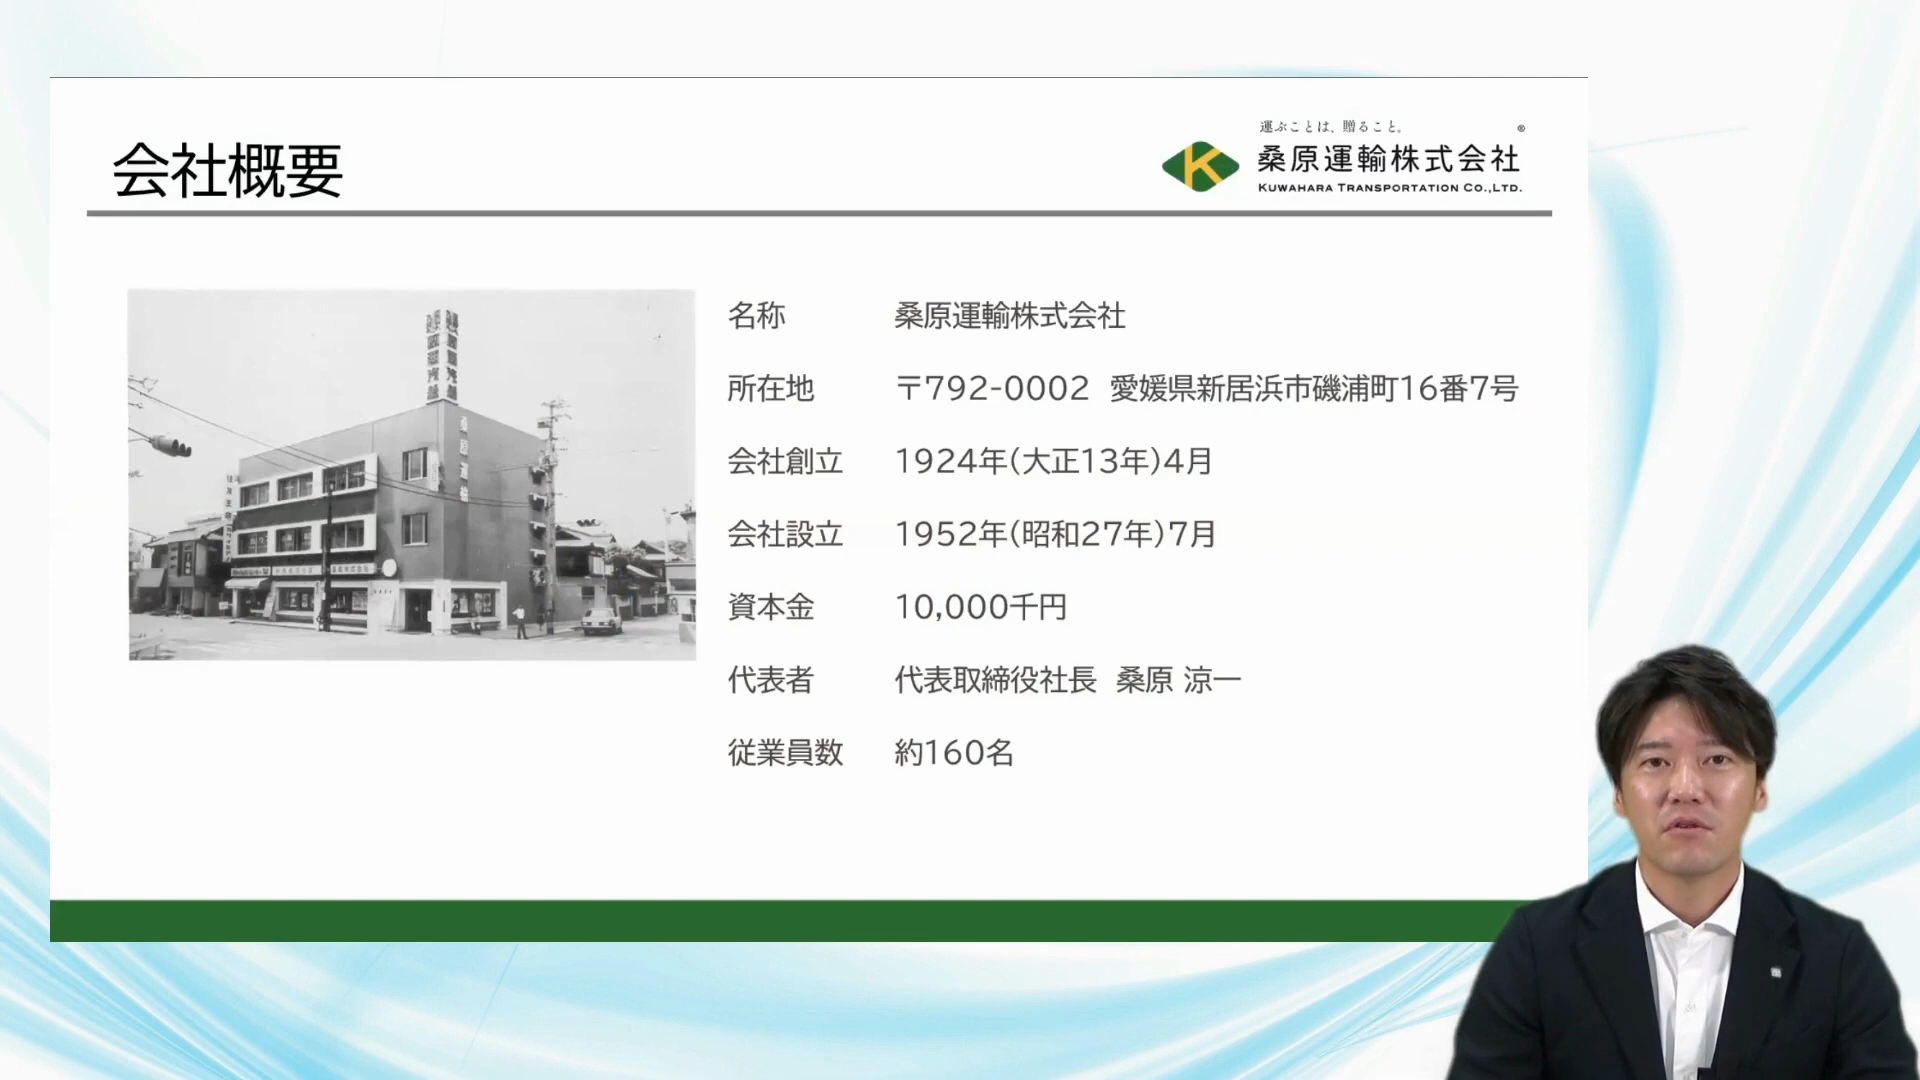 会社概要
運ぶことは、贈ること。
桑原運輸株式会社®
KUWAHARA TRANSPORTATION CO.,LTD.
名称 桑原運輸株式会社
所在地 〒792-0002 愛媛県新居浜市磯浦町16番7号
会社創立 1924年(大正13年)4月
会社設立 1952年(昭和27年)7月
資本金 10,000千円
代表者 代表取締役社長 桑原 涼一
従業員数 約160名
桑原運輸